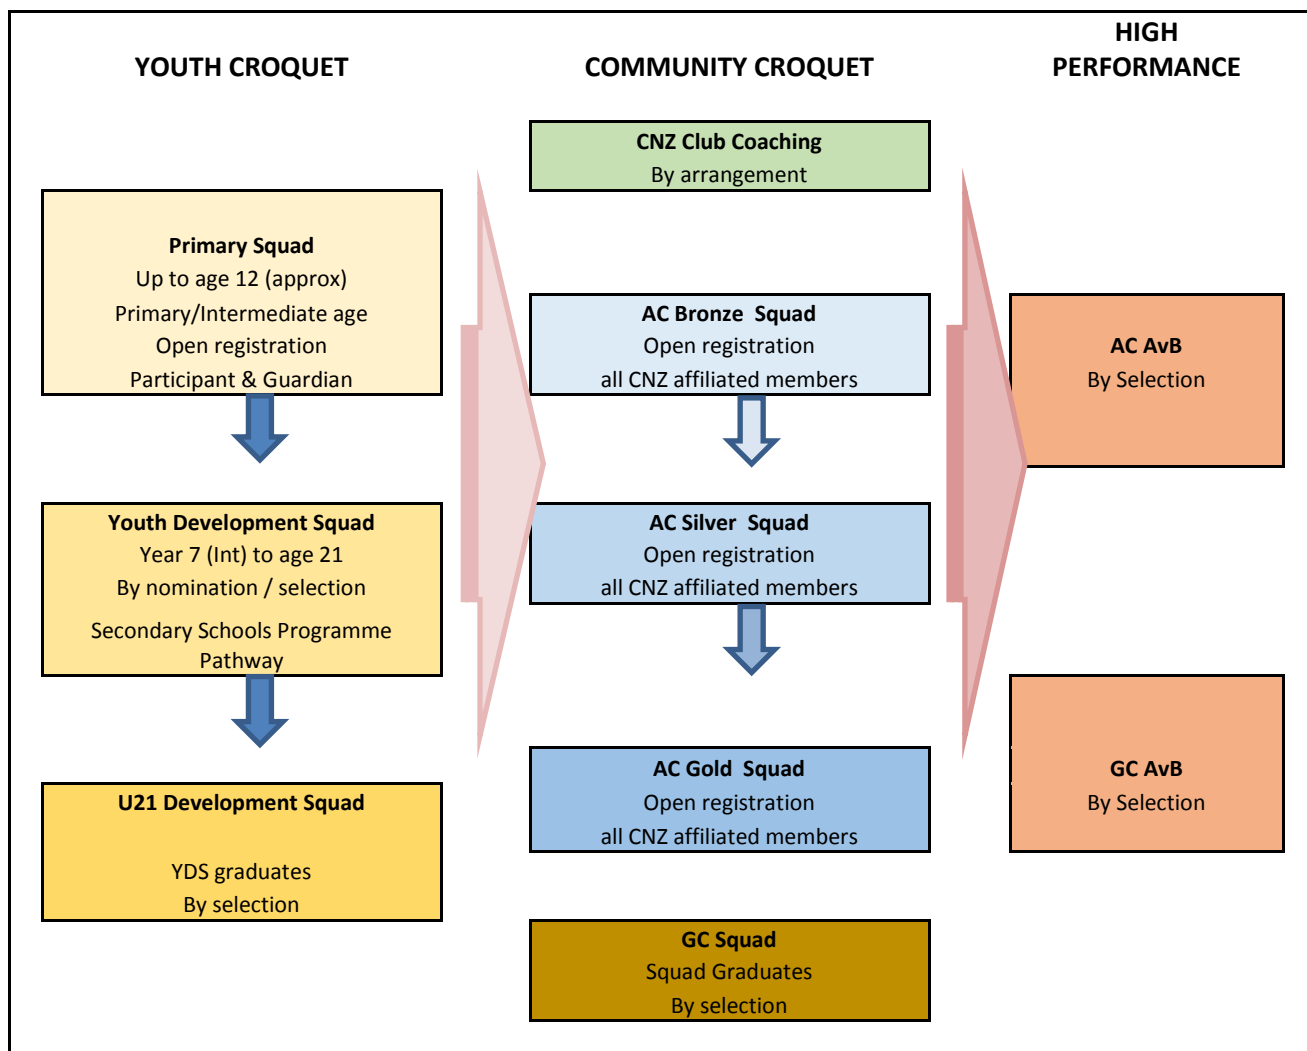 YOUTH CROQUET
Primary Squad
Up to age 12 (approx)
Primary/Intermediate age
Open registration
Participant & Guardian
Youth Development Squad
Year 7 (Int) to age 21
By nomination / selection
Secondary Schools Programme
Pathway
U21 Development Squad
YDS graduates
By selection
COMMUNITY CROQUET
CNZ Club Coaching
By arrangement
AC Bronze Squad
Open registration
all CNZ affiliated members
AC Silver Squad
Open registration
all CNZ affiliated members
AC Gold Squad
Open registration
all CNZ affiliated members
GC Squad
Squad Graduates
By selection
HIGH
PERFORMANCE
AC AvB
By Selection
GC AvB
By Selection